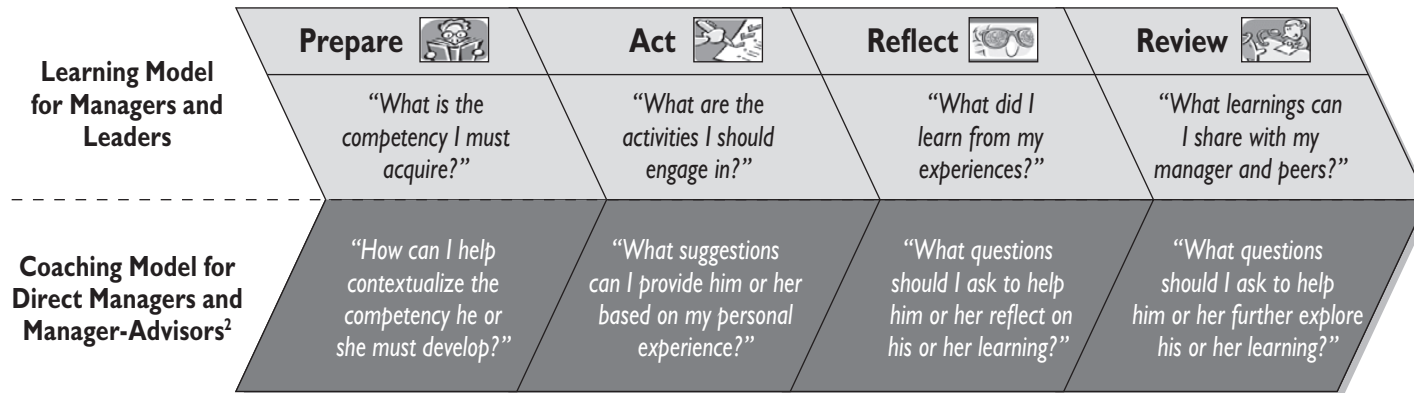 Prepare
Act
Reflect
Review
Learning Model
for Managers and
Leaders
“What is the
competency I must
acquire?”
“What are the
activities I should
engage in?”
“What did I
learn from my
experiences?”
“What learnings can
I share with my
manager and peers?”
Coaching Model for
Direct Managers and
Manager-Advisors²
“How can I help
contextualize the
competency he or
she must develop?”
“What suggestions
can I provide him or her
based on my personal
experience?”
“What questions
should I ask to help
him or her reflect on
his or her learning?”
“What questions
should I ask to help
him or her further explore
his or her learning?”